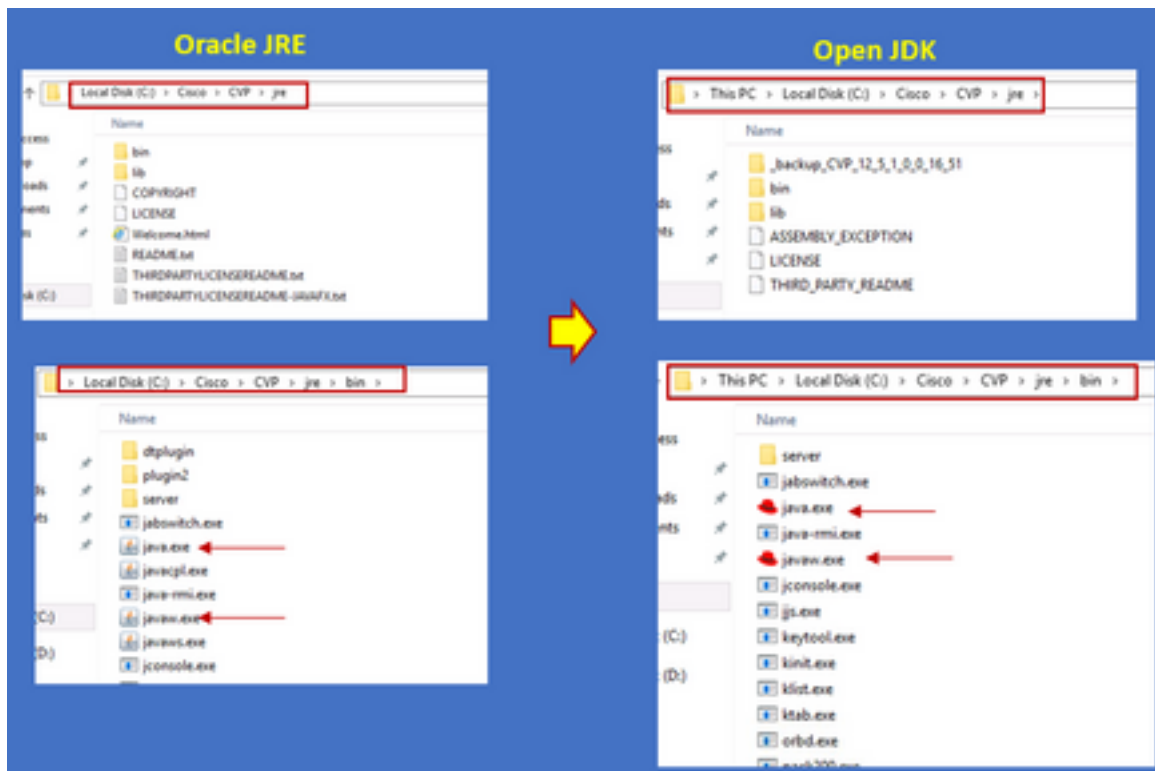 Oracle JRE
Local Disk (C:) > Cisco > CVP > jre
Name
bin
lib
COPYRIGHT
LICENSE
Welcome.html
README.txt
THIRDPARTYLICENSEREADME.txt
THIRDPARTYLICENSEREADME-JAVAFX.txt
> Local Disk (C:) > Cisco > CVP > jre > bin >
Name
dtplugin
plugin2
server
jabswitch.exe
java.exe
javacpl.exe
java-rmi.exe
javaw.exe
javaws.exe
jconsole.exe
Open JDK
> This PC > Local Disk (C:) > Cisco > CVP > jre >
Name
_backup_CVP_12_5_1_0_0_16_51
bin
lib
ASSEMBLY_EXCEPTION
LICENSE
THIRD_PARTY_README
> This PC > Local Disk (C:) > Cisco > CVP > jre > bin >
Name
server
jabswitch.exe
java.exe
java-rmi.exe
javaw.exe
jconsole.exe
jjs.exe
keytool.exe
kinit.exe
klist.exe
ktab.exe
orbd.exe
(C:)
(D:)